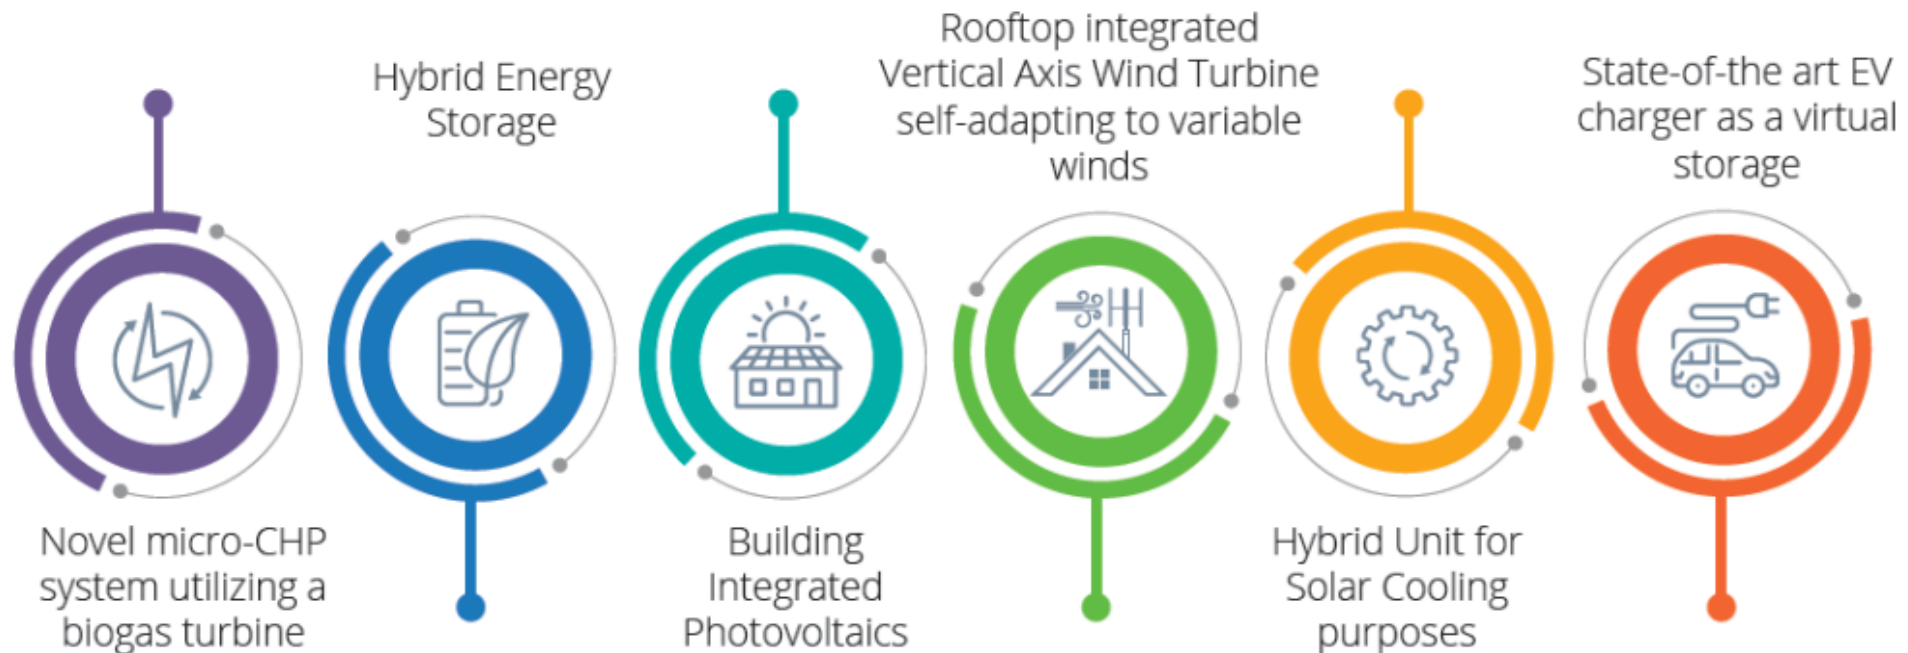 Novel micro-CHP
system utilizing a
biogas turbine
Hybrid Energy
Storage
Building
Integrated
Photovoltaics
Rooftop integrated
Vertical Axis Wind Turbine
self-adapting to variable
winds
Hybrid Unit for
Solar Cooling
purposes
State-of-the art EV
charger as a virtual
storage